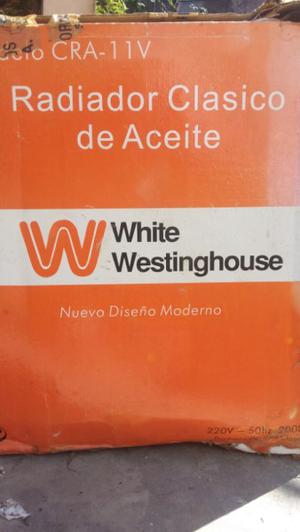 CRA-11V
Radiador Clasico
de Aceite
White
Westinghouse
Nuevo Diseño Moderno
220V - 50hz